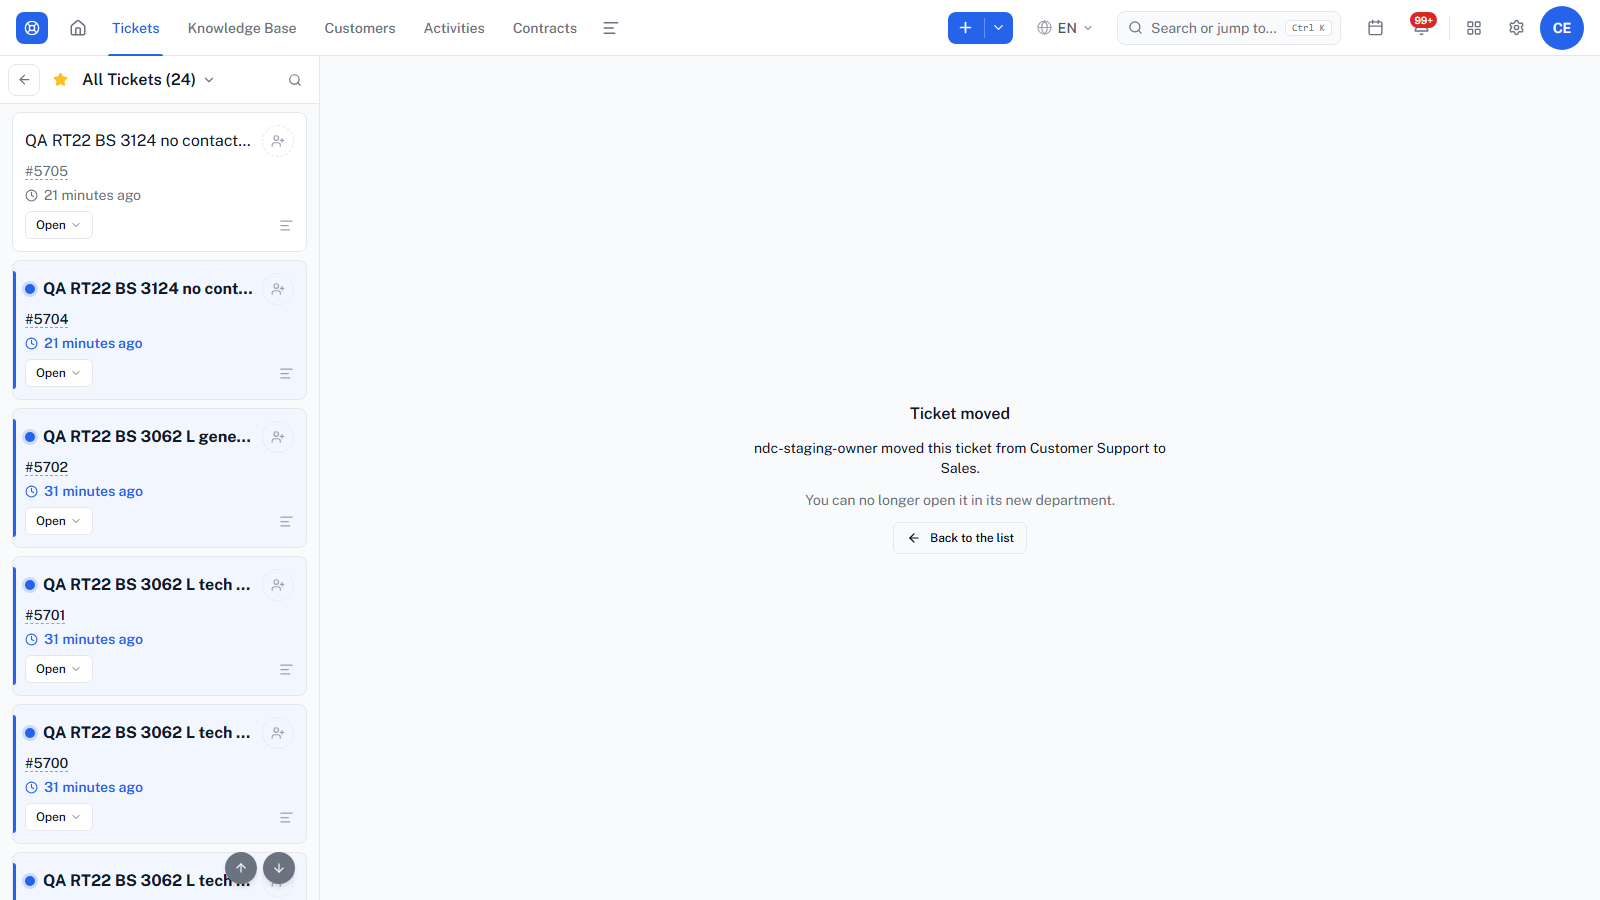 Tickets
Knowledge Base
Customers
Activities
Contracts
EN
Search or jump to...
Ctrl K
99+
CE
All Tickets (24)
QA RT22 BS 3124 no contact...
#5705
21 minutes ago
Open
QA RT22 BS 3124 no cont...
#5704
21 minutes ago
Open
QA RT22 BS 3062 L gene...
#5702
31 minutes ago
Open
QA RT22 BS 3062 L tech ...
#5701
31 minutes ago
Open
QA RT22 BS 3062 L tech ...
#5700
31 minutes ago
Open
QA RT22 BS 3062 L tech ...
Ticket moved
ndc-staging-owner moved this ticket from Customer Support to
Sales.
You can no longer open it in its new department.
Back to the list